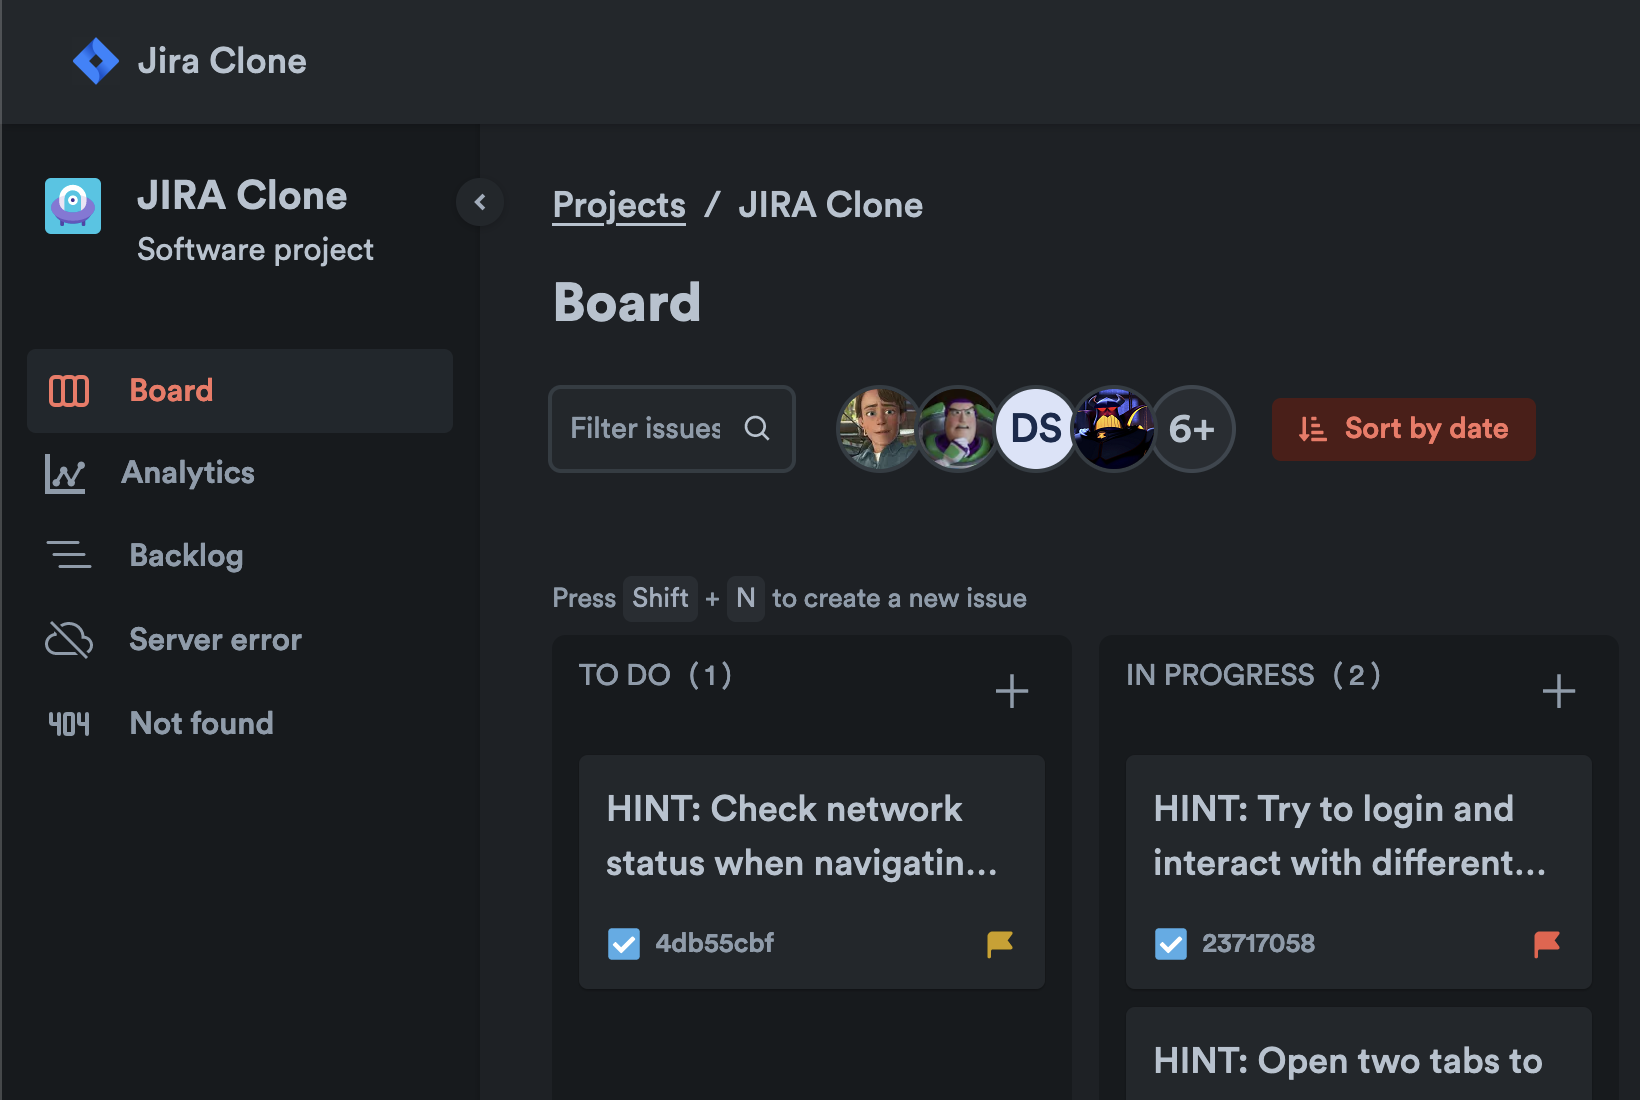 Jira Clone
JIRA Clone
Software project
Board
Analytics
Backlog
Server error
404 Not found
Projects / JIRA Clone
Board
Filter issues
DS
6+
Sort by date
Press Shift + N to create a new issue
TO DO (1)
HINT: Check network
status when navigatin...
4db55cbf
IN PROGRESS (2)
HINT: Try to login and
interact with different...
23717058
HINT: Open two tabs to